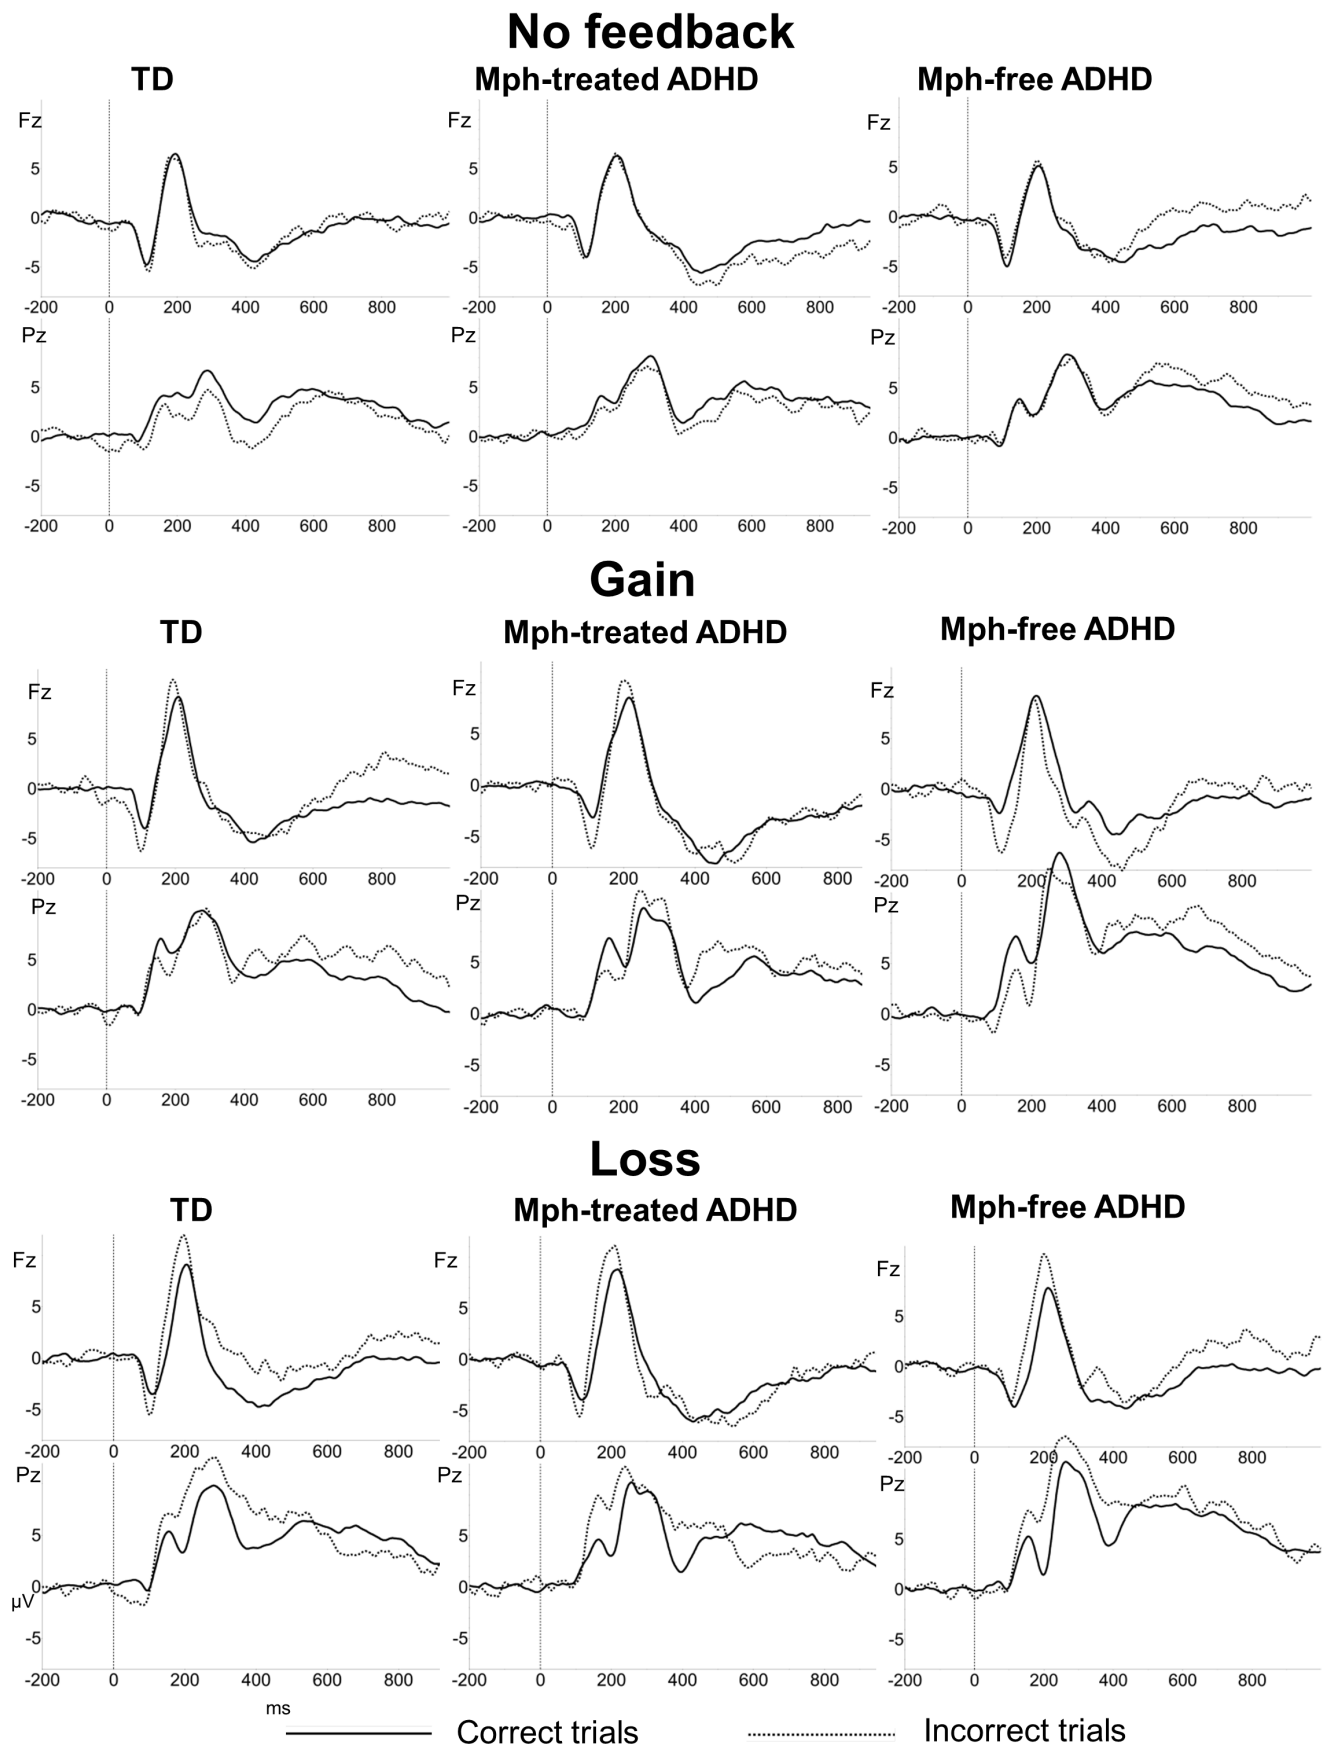 No feedback
TD Mph-treated ADHD Mph-free ADHD
Fz Fz Fz
5 5 5
0 0 0
-5 -5 -5
-200 0 200 400 600 800 -200 0 200 400 600 800 -200 0 200 400 600 800
Pz Pz Pz
5 5 5
0 0 0
-5 -5 -5
-200 0 200 400 600 800 -200 0 200 400 600 800 -200 0 200 400 600 800
Gain
TD Mph-treated ADHD Mph-free ADHD
Fz Fz Fz
5 5 5
0 0 0
-5 -5 -5
-200 0 200 400 600 800 -200 0 200 400 600 800 -200 0 200 400 600 800
Pz Pz Pz
5 5 5
0 0 0
-5 -5 -5
-200 0 200 400 600 800 -200 0 200 400 600 800 -200 0 200 400 600 800
Loss
TD Mph-treated ADHD Mph-free ADHD
Fz Fz Fz
5 5 5
0 0 0
-5 -5 -5
-200 0 200 400 600 800 -200 0 200 400 600 800 -200 0 200 400 600 800
Pz Pz Pz
5 5 5
0 0 0
µV
-5 -5 -5
-200 0 200 400 600 800 -200 0 200 400 600 800 -200 0 200 400 600 800
ms
Correct trials Incorrect trials